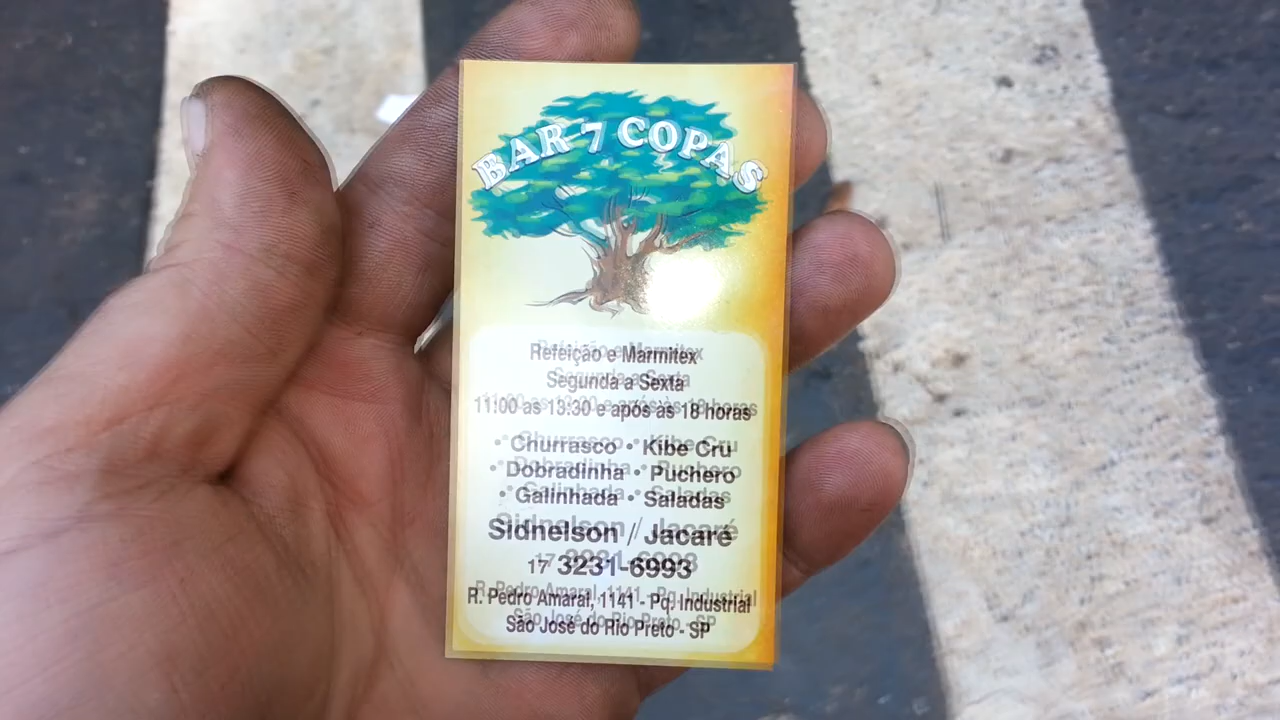 BAR 7 COPAS
Refeição e Marmitex
Segunda a Sexta
11:00 as 13:30 e após às 18 horas
• Churrasco • Kibe Cru
• Dobradinha • Puchero
• Galinhada • Saladas
Sidnelson / Jacaré
17 3231-6993
R. Pedro Amaral, 1141 - Pq. Industrial
São José do Rio Preto - SP